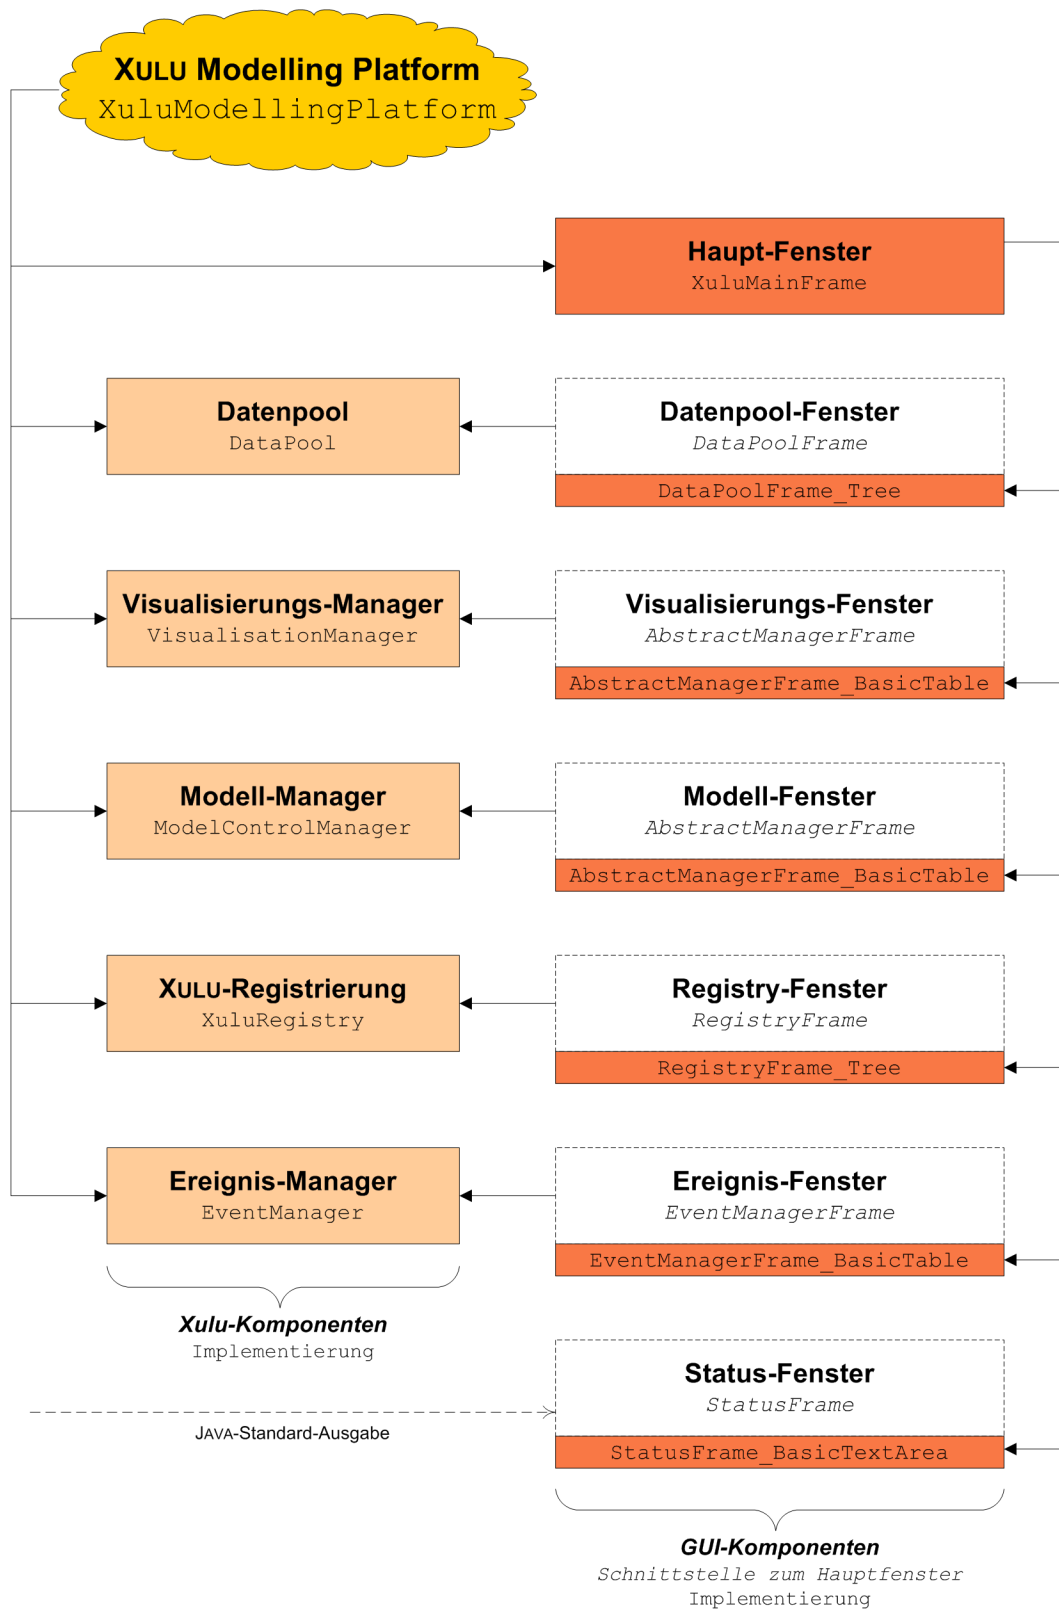 XULU Modelling Platform
XuluModellingPlatform
Haupt-Fenster
XuluMainFrame
Datenpool
DataPool
Datenpool-Fenster
DataPoolFrame
DataPoolFrame_Tree
Visualisierungs-Manager
VisualisationManager
Visualisierungs-Fenster
AbstractManagerFrame
AbstractManagerFrame_BasicTable
Modell-Manager
ModelControlManager
Modell-Fenster
AbstractManagerFrame
AbstractManagerFrame_BasicTable
XULU-Registrierung
XuluRegistry
Registry-Fenster
RegistryFrame
RegistryFrame_Tree
Ereignis-Manager
EventManager
Ereignis-Fenster
EventManagerFrame
EventManagerFrame_BasicTable
Xulu-Komponenten
Implementierung
Status-Fenster
StatusFrame
StatusFrame_BasicTextArea
JAVA-Standard-Ausgabe
GUI-Komponenten
Schnittstelle zum Hauptfenster
Implementierung